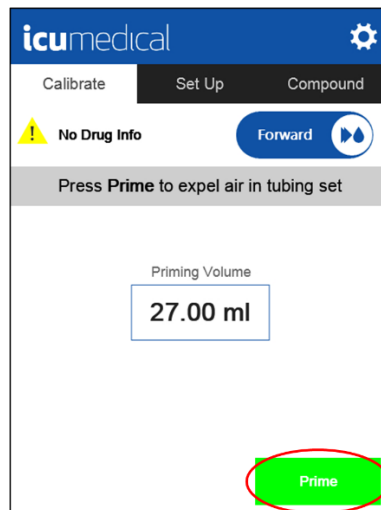 icumedical
Calibrate Set Up Compound
! No Drug Info Forward
Press Prime to expel air in tubing set
Priming Volume
27.00 ml
Prime